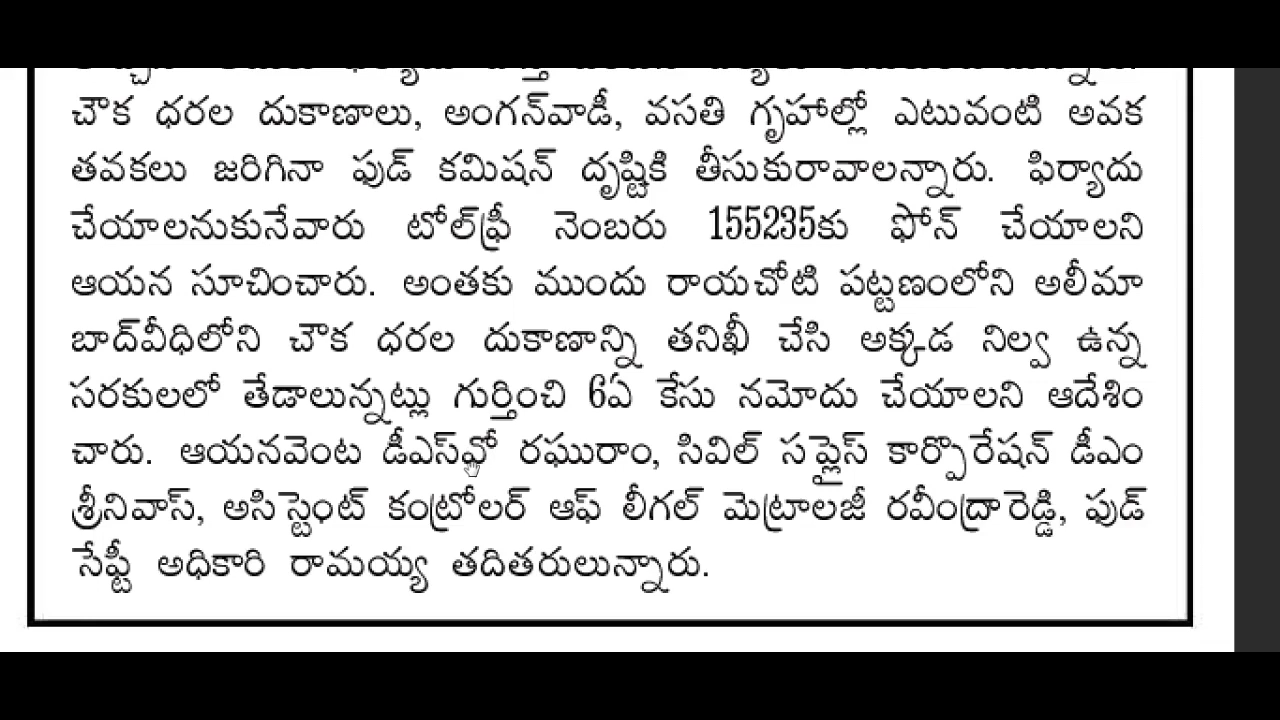 చౌక ధరల దుకాణాలు, అంగన్‌వాడీ, వసతి గృహాల్లో ఎటువంటి అవక
తవకలు జరిగినా ఫుడ్ కమిషన్ దృష్టికి తీసుకురావాలన్నారు. ఫిర్యాదు
చేయాలనుకునేవారు టోల్‌ఫ్రీ నెంబరు 155235కు ఫోన్ చేయాలని
ఆయన సూచించారు. అంతకు ముందు రాయచోటి పట్టణంలోని అలీమా
బాద్‌వీధిలోని చౌక ధరల దుకాణాన్ని తనిఖీ చేసి అక్కడ నిల్వ ఉన్న
సరకులలో తేడాలున్నట్లు గుర్తించి 6ఏ కేసు నమోదు చేయాలని ఆదేశిం
చారు. ఆయనవెంట డీఎస్‌వో రఘురాం, సివిల్ సప్లైస్ కార్పొరేషన్ డీఎం
శ్రీనివాస్, అసిస్టెంట్ కంట్రోలర్ ఆఫ్ లీగల్ మెట్రాలజీ రవీంద్రారెడ్డి, ఫుడ్
సేఫ్టీ అధికారి రామయ్య తదితరులున్నారు.